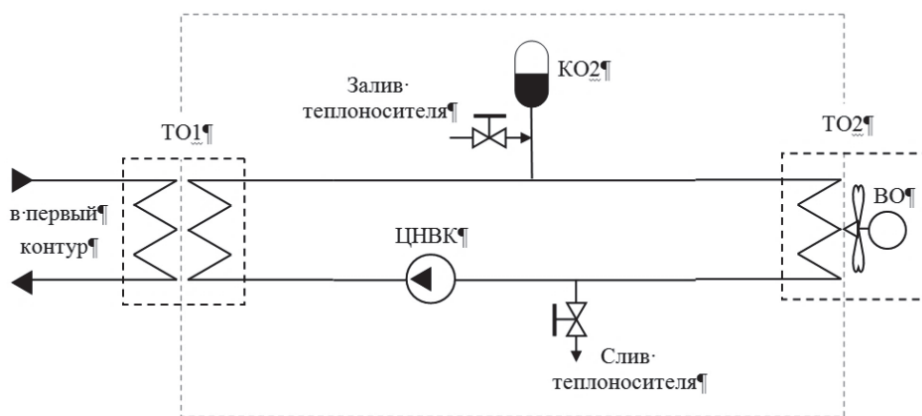 КО2¶
Залив·
теплоносителя¶
ТО1¶
ТО2¶
в·первый¶
контур¶
ЦНВК¶
ВО¶
Слив·
теплоносителя¶